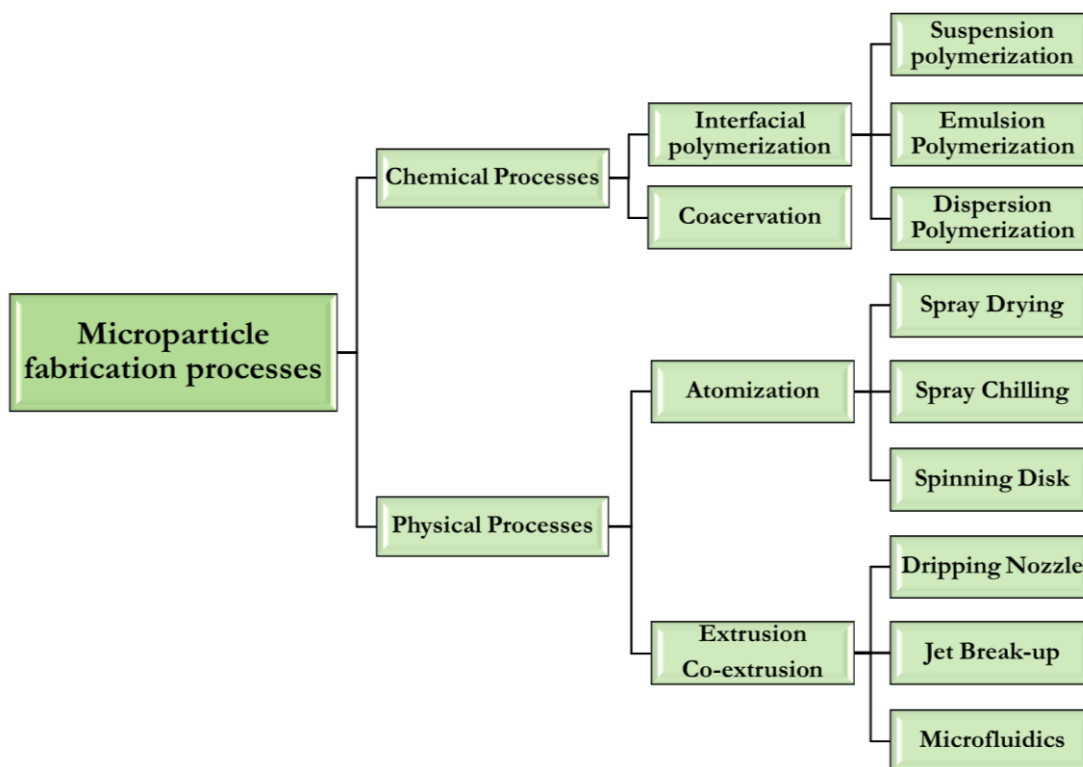 Microparticle
fabrication processes
Chemical Processes
Interfacial
polymerization
Suspension
polymerization
Emulsion
Polymerization
Dispersion
Polymerization
Coacervation
Physical Processes
Atomization
Spray Drying
Spray Chilling
Spinning Disk
Extrusion
Co-extrusion
Dripping Nozzle
Jet Break-up
Microfluidics